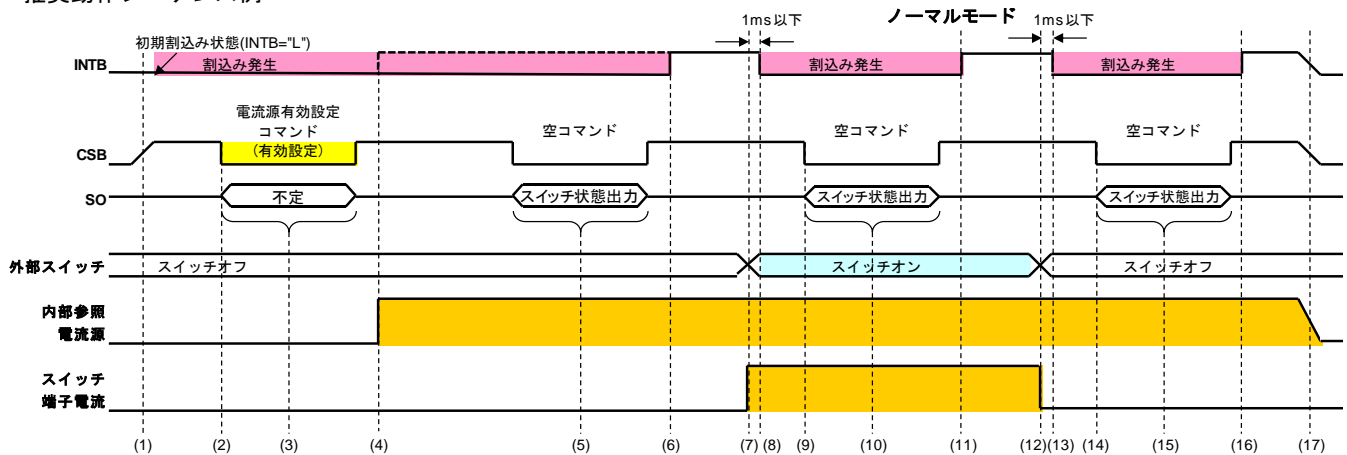 1ms以下
ノーマルモード
1ms以下
初期割込み状態(INTB="L")
INTB
割込み発生
割込み発生
割込み発生
電流源有効設定
コマンド
(有効設定)
空コマンド
空コマンド
空コマンド
CSB
SO
不定
スイッチ状態出力
スイッチ状態出力
スイッチ状態出力
外部スイッチ
スイッチオフ
スイッチオン
スイッチオフ
内部参照
電流源
スイッチ
端子電流
(1) (2) (3) (4) (5) (6) (7) (8) (9) (10) (11) (12) (13) (14) (15) (16) (17)